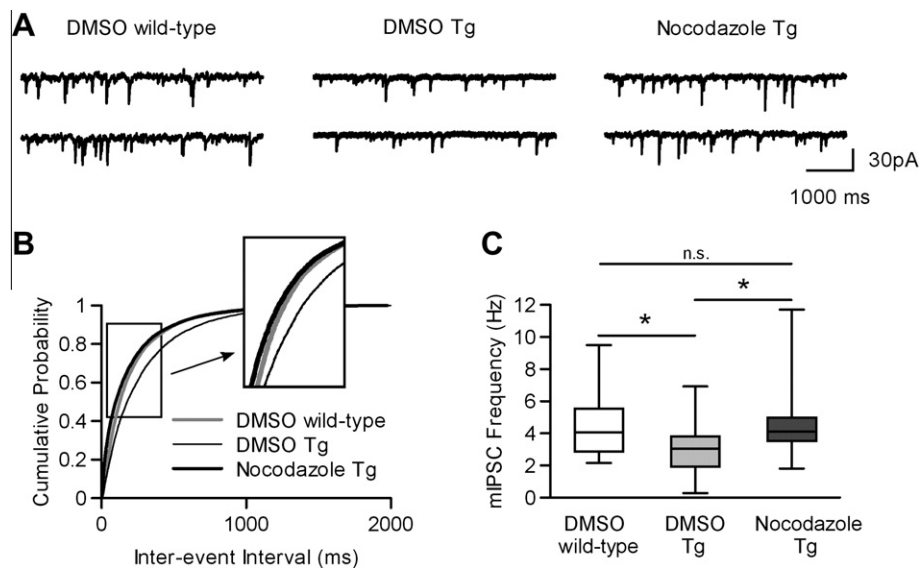 A
DMSO wild-type
DMSO Tg
Nocodazole Tg
30pA
1000 ms
B
Cumulative Probability
1
0.8
0.6
0.4
0.2
0
DMSO wild-type
DMSO Tg
Nocodazole Tg
0
1000
2000
Inter-event Interval (ms)
C
n.s.
*
*
mIPSC Frequency (Hz)
12
10
8
6
4
2
0
DMSO
wild-type
DMSO
Tg
Nocodazole
Tg